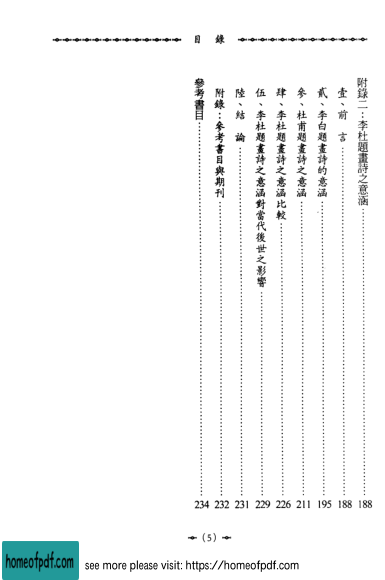 目　錄
附錄二：李杜題畫詩之意涵 188
壹、前　言 188
貳、李白題畫詩的意涵 195
參、杜甫題畫詩之意涵 211
肆、李杜題畫詩之意涵比較 226
伍、李杜題畫詩之意涵對當代後世之影響 229
陸、結　論 231
附錄：參考書目與期刊 232
參考書目 234
(5)
homeofpdf.com
see more please visit: https://homeofpdf.com